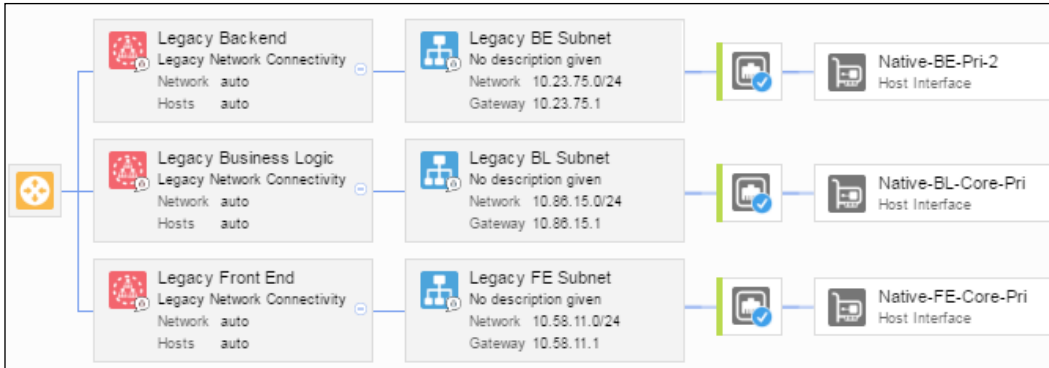 Legacy Backend
Legacy Network Connectivity
Network auto
Hosts auto
Legacy BE Subnet
No description given
Network 10.23.75.0/24
Gateway 10.23.75.1
Native-BE-Pri-2
Host Interface
Legacy Business Logic
Legacy Network Connectivity
Network auto
Hosts auto
Legacy BL Subnet
No description given
Network 10.86.15.0/24
Gateway 10.86.15.1
Native-BL-Core-Pri
Host Interface
Legacy Front End
Legacy Network Connectivity
Network auto
Hosts auto
Legacy FE Subnet
No description given
Network 10.58.11.0/24
Gateway 10.58.11.1
Native-FE-Core-Pri
Host Interface